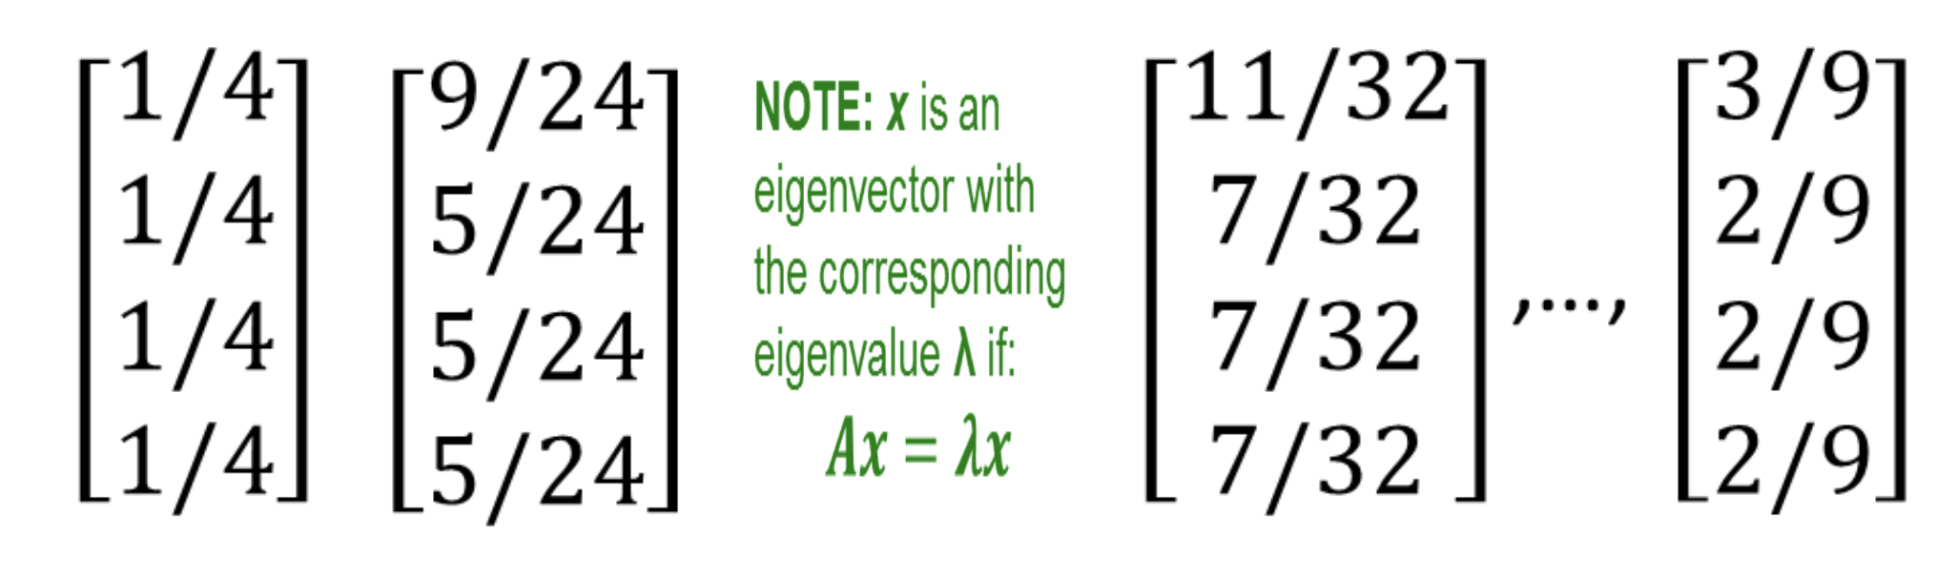 1/4 9/24 11/32 3/9
1/4 5/24 7/32 2/9
1/4 5/24 7/32 ,…, 2/9
1/4 5/24 7/32 2/9
NOTE: x is an
eigenvector with
the corresponding
eigenvalue λ if:
Ax = λx